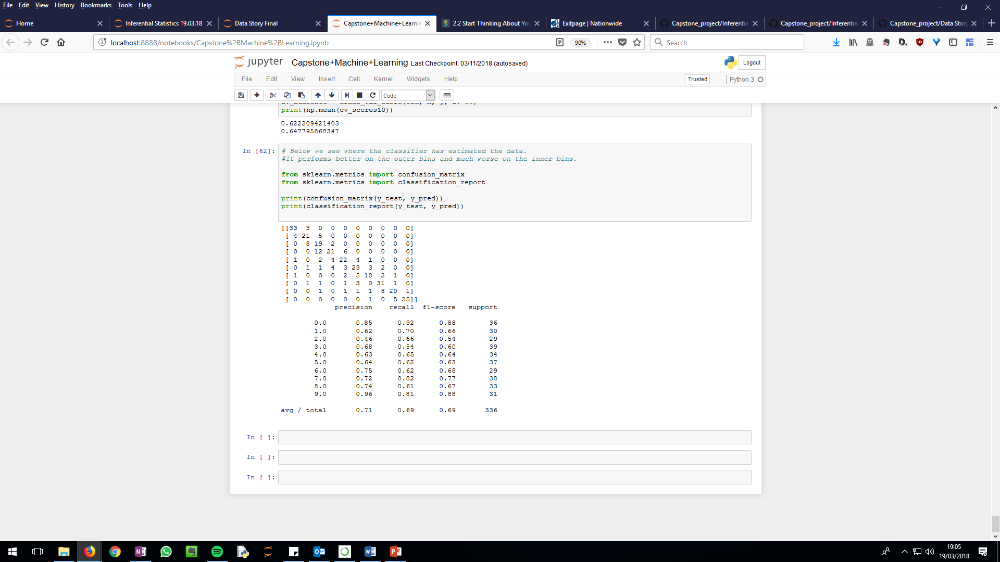 File Edit View History Bookmarks Tools Help
Home
Inferential Statistics 19.03.18
Data Story Final
Capstone+Machine+Learnin
2.2 Start Thinking About You
Exitpage | Nationwide
Capstone_project/Inferential
Capstone_project/Inferential
Capstone_project/Data Story
localhost:8888/notebooks/Capstone%2BMachine%2BLearning.ipynb
90%
Search
jupyter Capstone+Machine+Learning Last Checkpoint: 03/11/2018 (autosaved)
Logout
File Edit View Insert Cell Kernel Widgets Help
Trusted
Python 3
Code
print(np.mean(cv_scores10))
0.622209421403
0.647795868347
In [62]: # Below we see where the classifier has estimated the data.
#It performs better on the outer bins and much worse on the inner bins.
from sklearn.metrics import confusion_matrix
from sklearn.metrics import classification_report
print(confusion_matrix(y_test, y_pred))
print(classification_report(y_test, y_pred))
[[33 3 0 0 0 0 0 0 0 0]
[ 4 21 5 0 0 0 0 0 0 0]
[ 0 8 19 2 0 0 0 0 0 0]
[ 0 0 12 21 6 0 0 0 0 0]
[ 1 0 2 4 22 4 1 0 0 0]
[ 0 1 1 4 3 23 3 2 0 0]
[ 1 0 0 0 2 5 18 2 1 0]
[ 0 1 1 0 1 3 0 31 1 0]
[ 0 0 1 0 1 1 1 8 20 1]
[ 0 0 0 0 0 0 1 0 5 25]]
precision recall f1-score support
0.0 0.85 0.92 0.88 36
1.0 0.62 0.70 0.66 30
2.0 0.46 0.66 0.54 29
3.0 0.68 0.54 0.60 39
4.0 0.63 0.65 0.64 34
5.0 0.64 0.62 0.63 37
6.0 0.75 0.62 0.68 29
7.0 0.72 0.82 0.77 38
8.0 0.74 0.61 0.67 33
9.0 0.96 0.81 0.88 31
avg / total 0.71 0.69 0.69 336
In [ ]:
In [ ]:
In [ ]:
19:05
19/03/2018